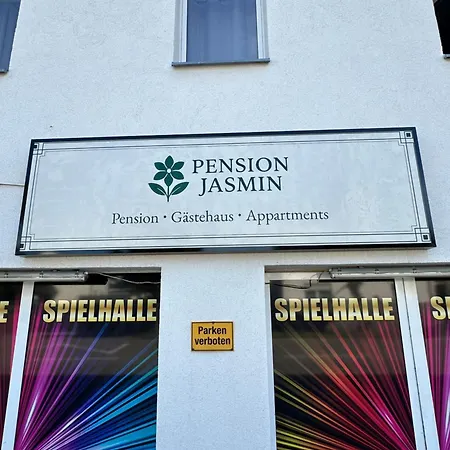 PENSION
JASMIN
Pension · Gästehaus · Appartments
SPIELHALLE
SPIELHALLE
Parken
verboten